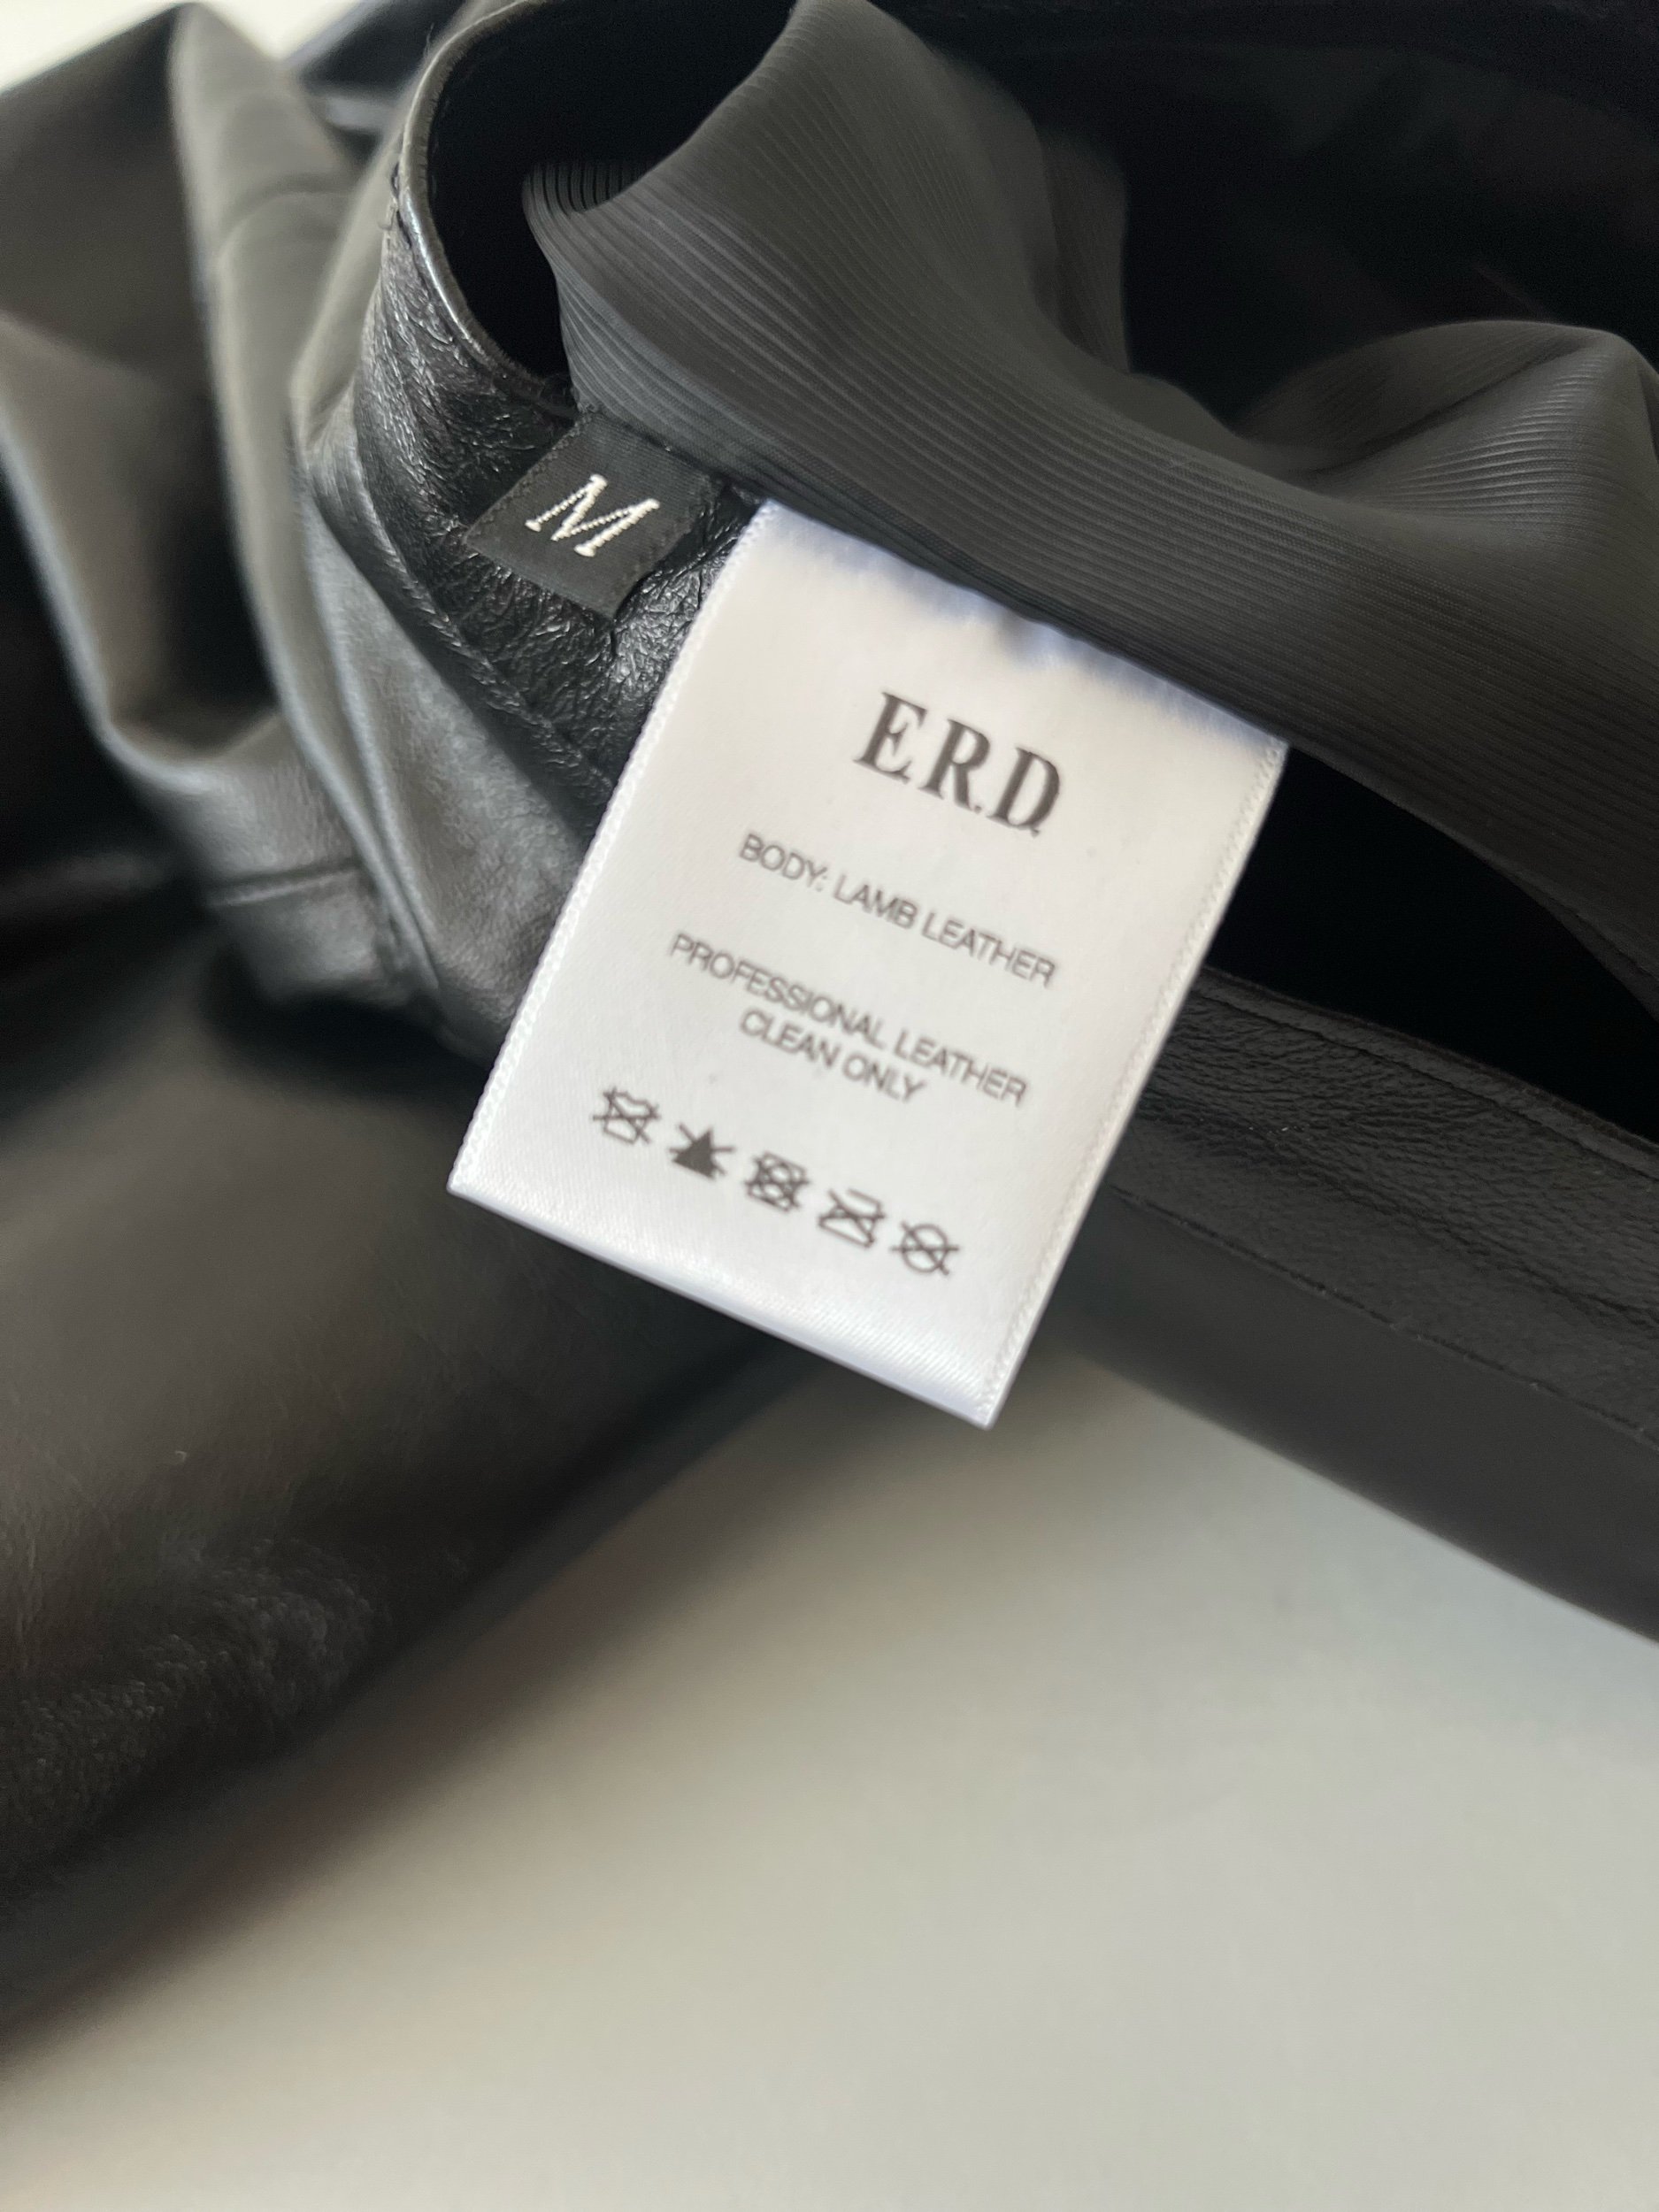 M
E.R.D.
BODY: LAMB LEATHER
PROFESSIONAL LEATHER
CLEAN ONLY